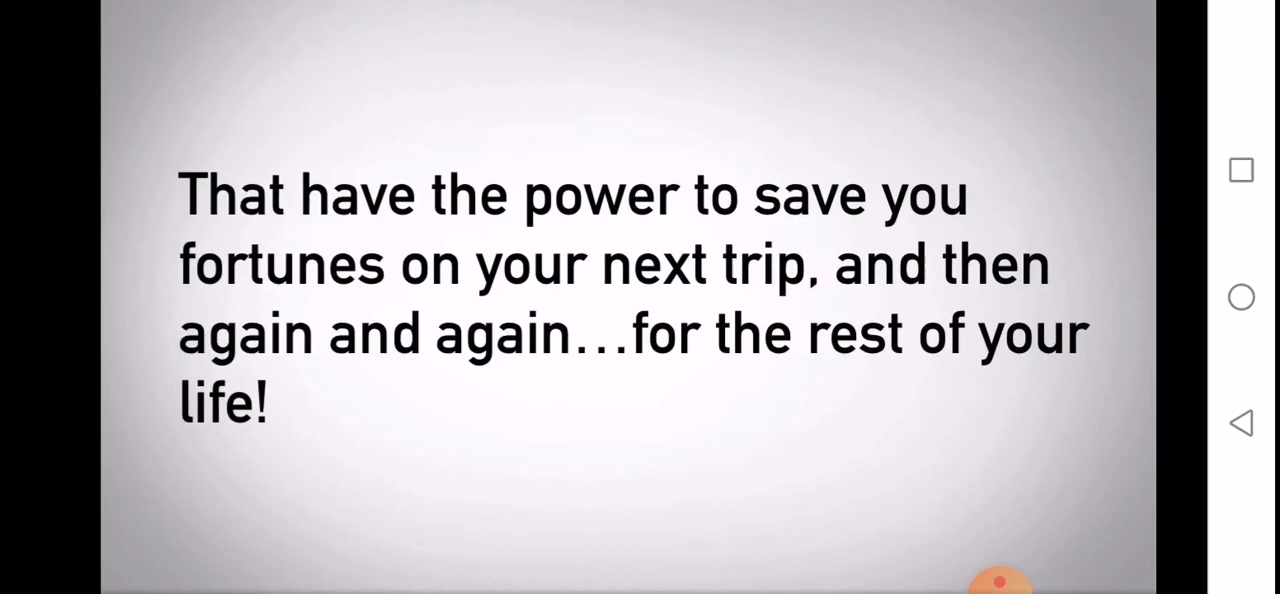 That have the power to save you
fortunes on your next trip, and then
again and again...for the rest of your
life!